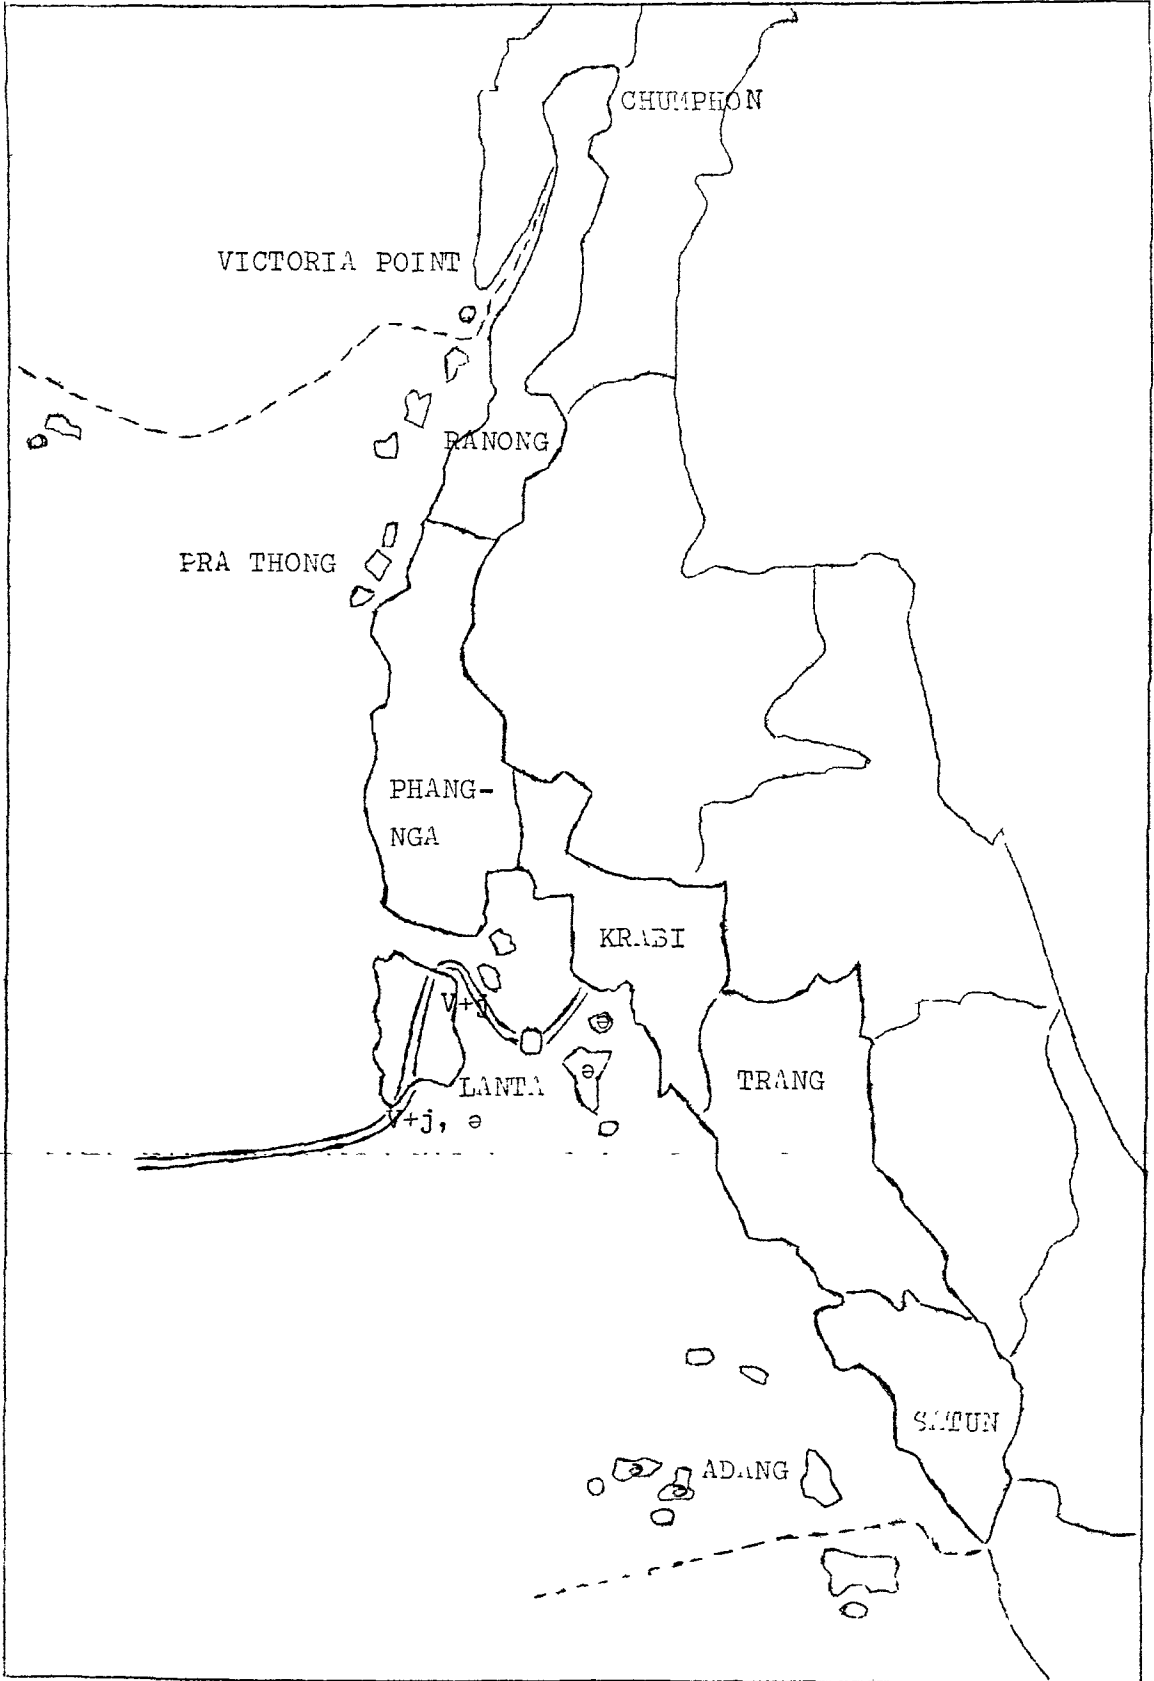 CHUMPHON
VICTORIA POINT
RANONG
PRA THONG
PHANG-
NGA
KRABI
V+j
ə
ə
TRANG
LANTA
V+j, ə
SATUN
ADANG